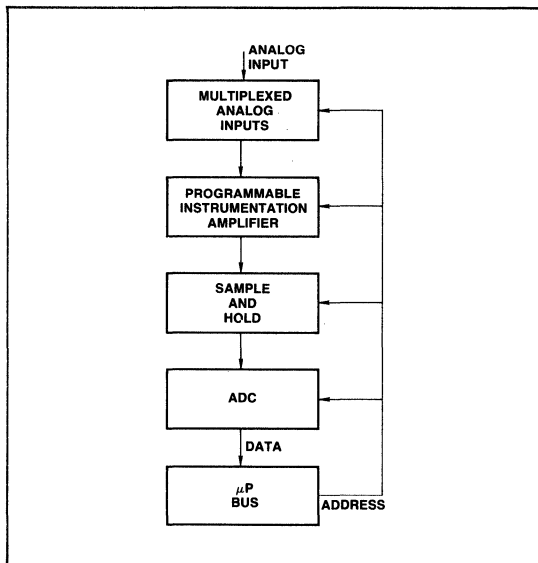 ANALOG
INPUT
MULTIPLEXED
ANALOG
INPUTS
PROGRAMMABLE
INSTRUMENTATION
AMPLIFIER
SAMPLE
AND
HOLD
ADC
DATA
μP
BUS
ADDRESS